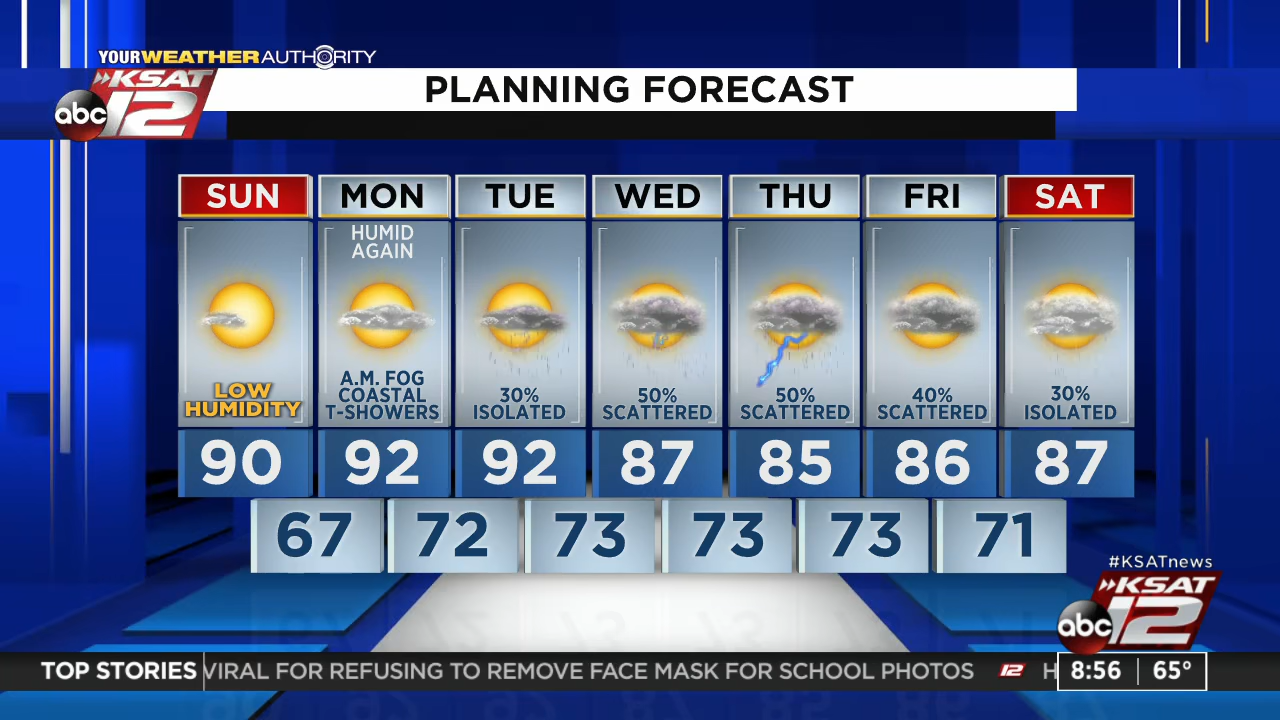 YOURWEATHERAUTHORITY
KSAT
abc 12
PLANNING FORECAST
SUN MON TUE WED THU FRI SAT
HUMID
AGAIN
LOW
HUMIDITY
A.M. FOG
COASTAL
T-SHOWERS
30%
ISOLATED
50%
SCATTERED
50%
SCATTERED
40%
SCATTERED
30%
ISOLATED
90 92 92 87 85 86 87
67 72 73 73 73 71
#KSATnews
KSAT
abc 12
TOP STORIES VIRAL FOR REFUSING TO REMOVE FACE MASK FOR SCHOOL PHOTOS 12 H 8:56 65°